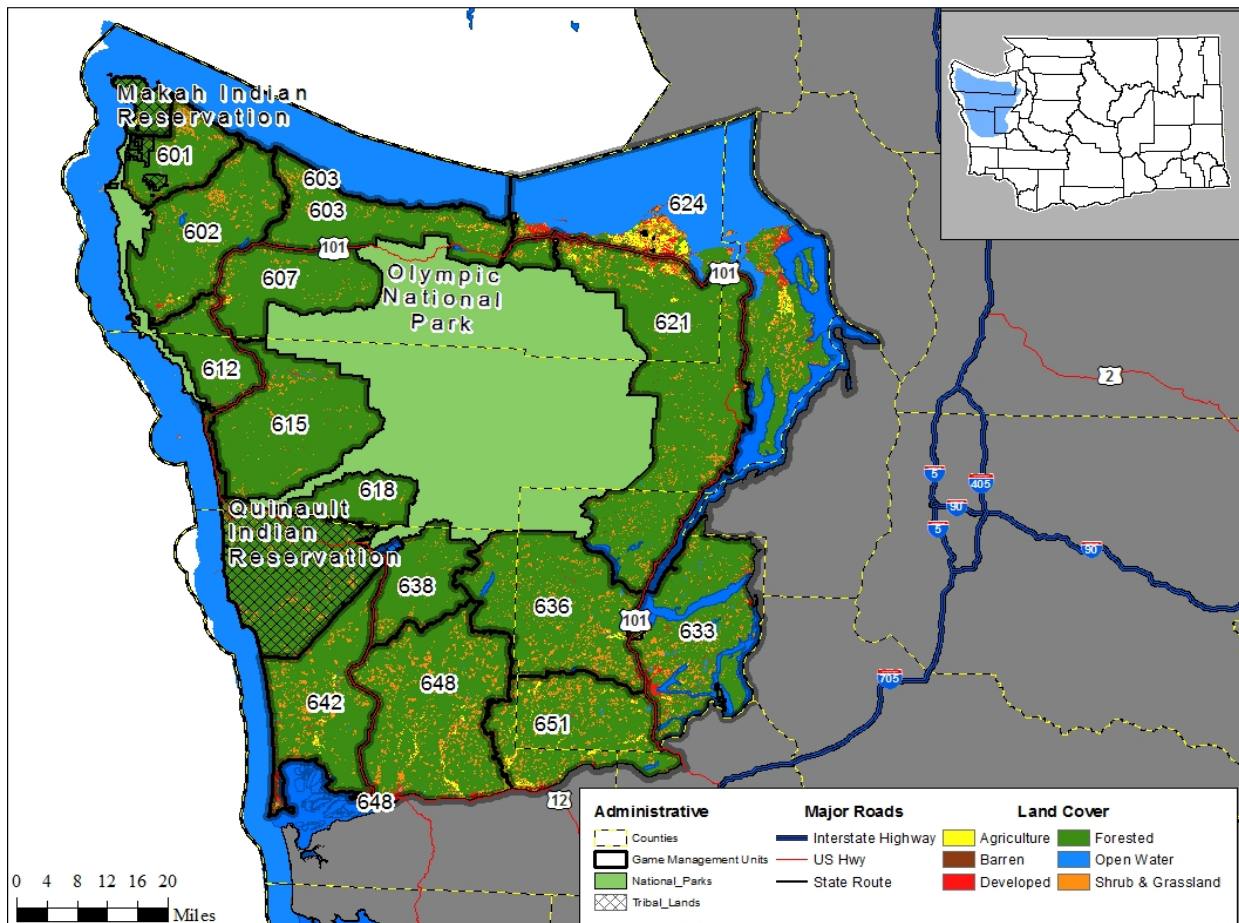 Makah Indian
Reservation
601
603
603
624
602
101
607
Olympic
National
Park
101
621
612
615
2
618
5
405
90
5
90
Quinault
Indian
Reservation
638
636
101
633
642
648
651
705
648
12
0 4 8 12 16 20
Miles
Administrative
Counties
Game Management Units
National_Parks
Tribal_Lands
Major Roads
Interstate Highway
US Hwy
State Route
Land Cover
Agriculture
Barren
Developed
Forested
Open Water
Shrub & Grassland